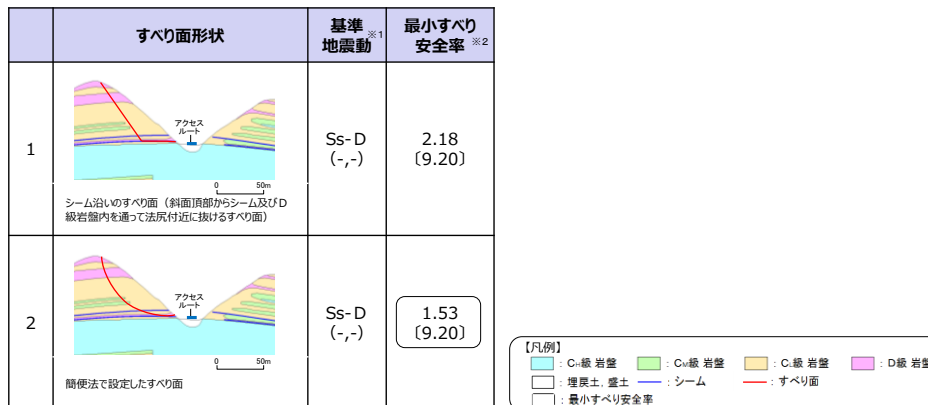 すべり面形状
基準
地震動 ※1
最小すべり
安全率 ※2
1
アクセス
ルート
0 50m
シーム沿いのすべり面（斜面頂部からシーム及びD
級岩盤内を通って法尻付近に抜けるすべり面）
Ss-D
(-,-)
2.18
〔9.20〕
2
アクセス
ルート
0 50m
簡便法で設定したすべり面
Ss-D
(-,-)
1.53
〔9.20〕
【凡例】
：CH級 岩盤 ：CM級 岩盤 ：CL級 岩盤 ：D級 岩盤
：埋戻土，盛土 ：シーム ：すべり面
：最小すべり安全率